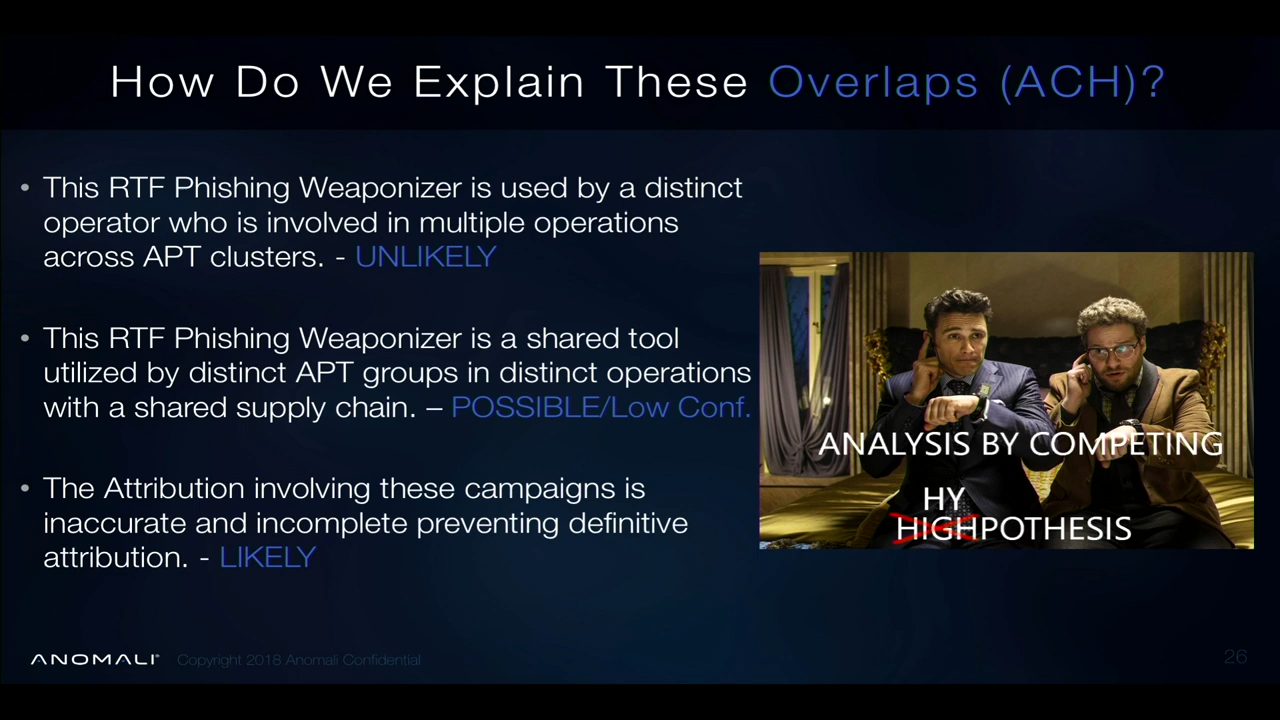 How Do We Explain These Overlaps (ACH)?
• This RTF Phishing Weaponizer is used by a distinct
operator who is involved in multiple operations
across APT clusters. - UNLIKELY
• This RTF Phishing Weaponizer is a shared tool
utilized by distinct APT groups in distinct operations
with a shared supply chain. – POSSIBLE/Low Conf.
• The Attribution involving these campaigns is
inaccurate and incomplete preventing definitive
attribution. - LIKELY
ANALYSIS BY COMPETING
HY
HIGHPOTHESIS
ANOMALI® Copyright 2018 Anomali Confidential
26